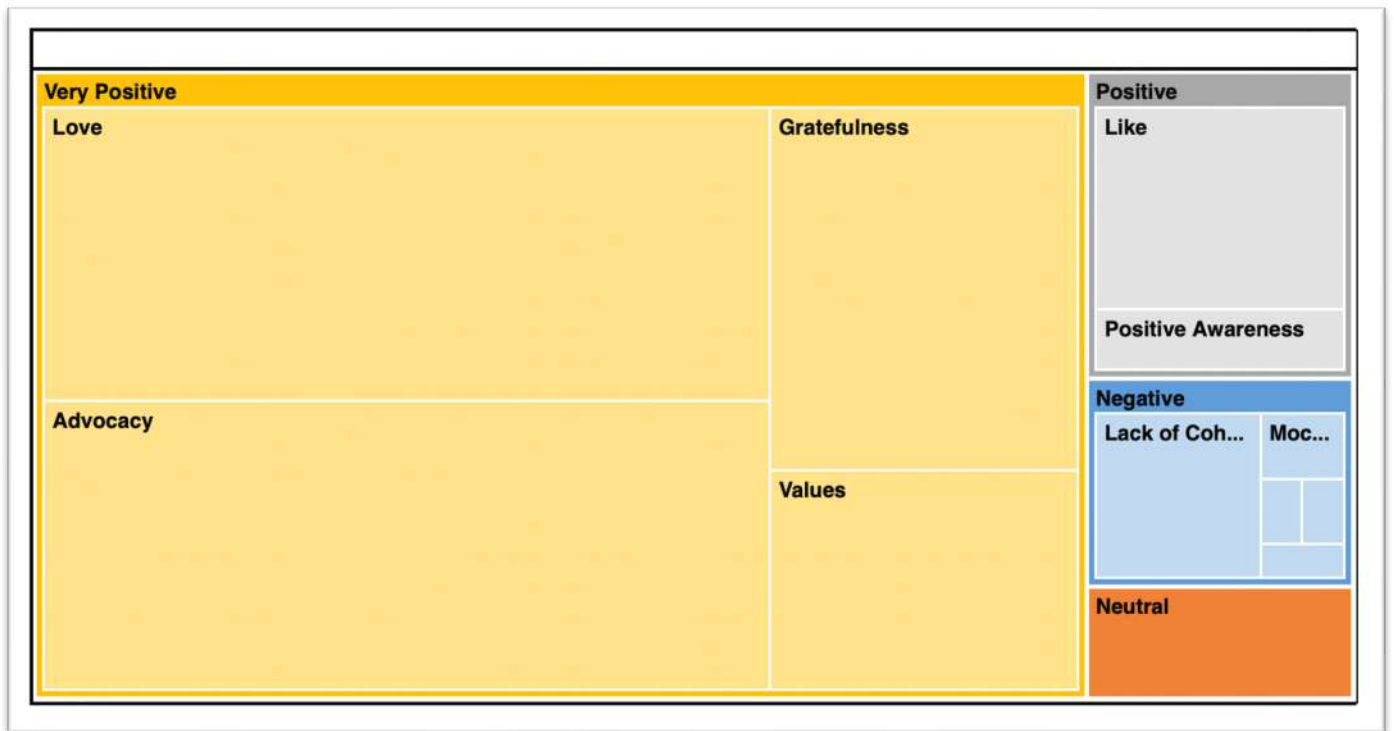 Very Positive
Love
Gratefulness
Advocacy
Values
Positive
Like
Positive Awareness
Negative
Lack of Coh...
Moc...
Neutral